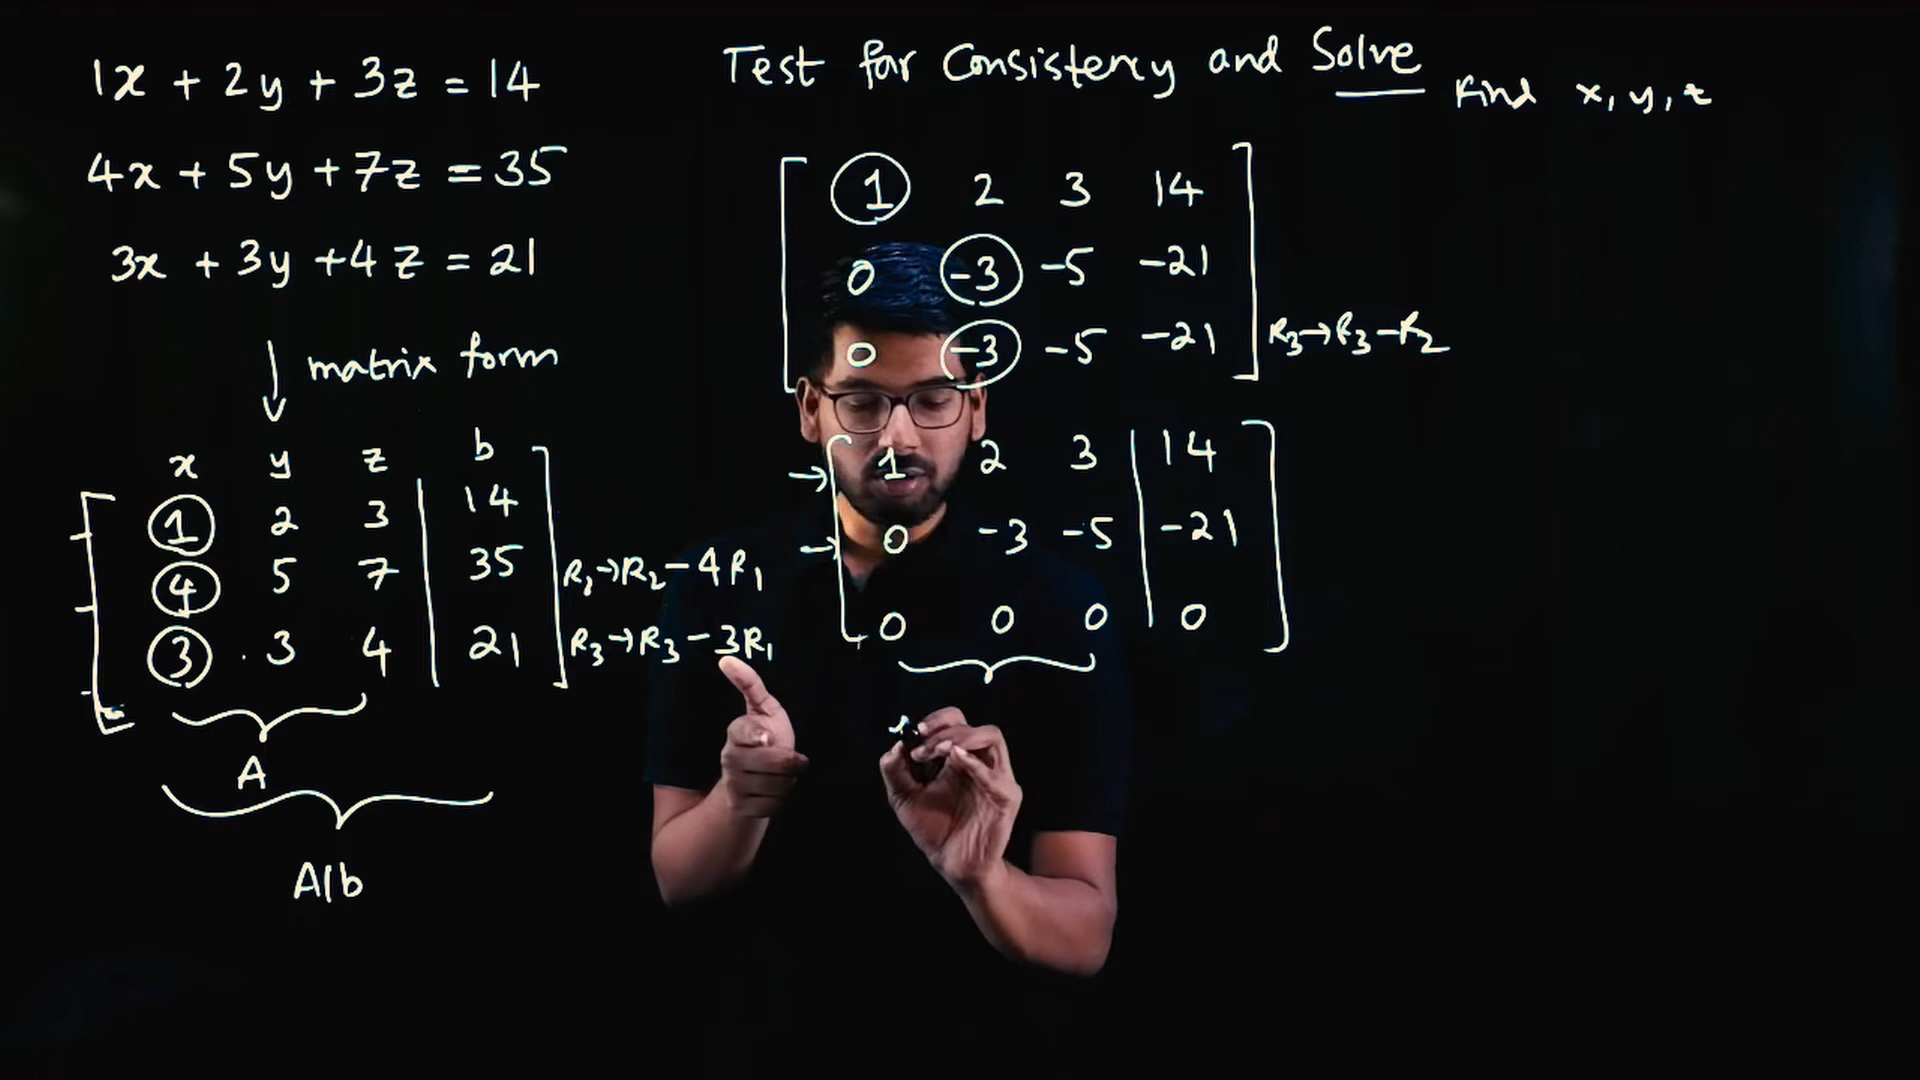 1x + 2y + 3z = 14
4x + 5y + 7z = 35
3x + 3y + 4z = 21
↓ matrix form
x y z b
1 2 3 | 14
4 5 7 | 35 R₂→R₂-4R₁
3 3 4 | 21 R₃→R₃-3R₁
A
A|b
Test for Consistency and Solve
Find x, y, z
1 2 3 14
0 -3 -5 -21
0 -3 -5 -21 R₃→R₃-R₂
→ 1 2 3 | 14
→ 0 -3 -5 | -21
0 0 0 | 0